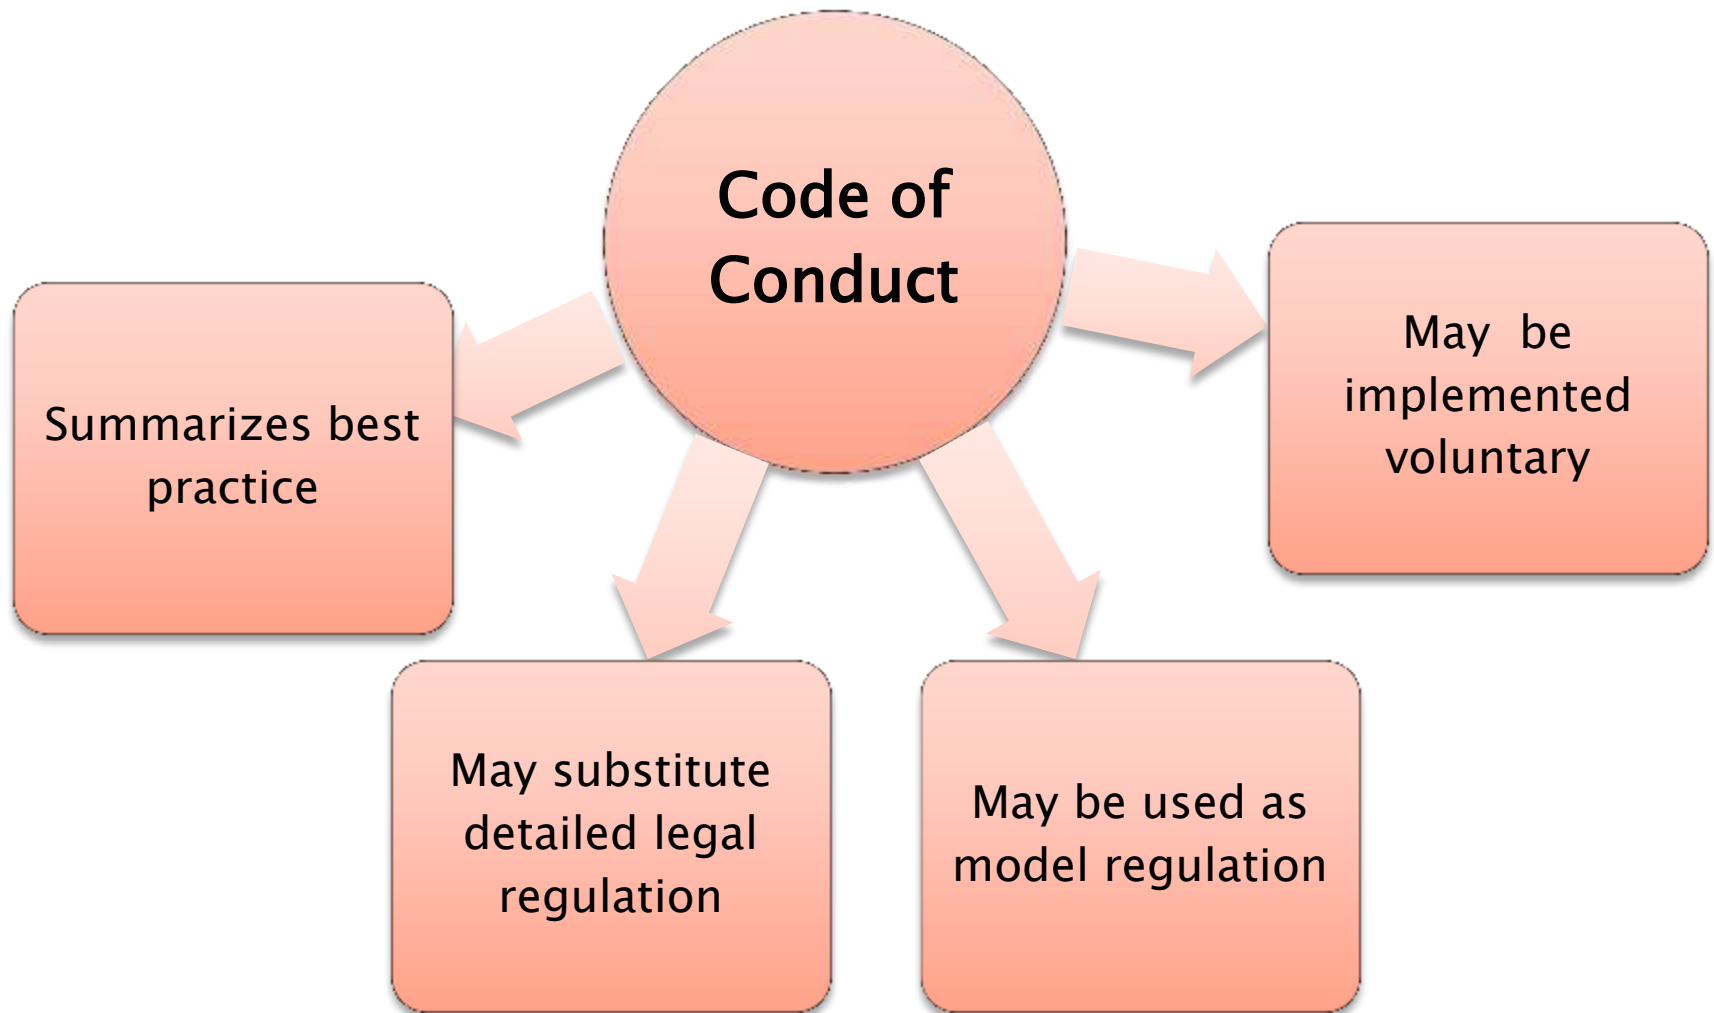 Code of
Conduct
Summarizes best
practice
May substitute
detailed legal
regulation
May be used as
model regulation
May  be
implemented
voluntary